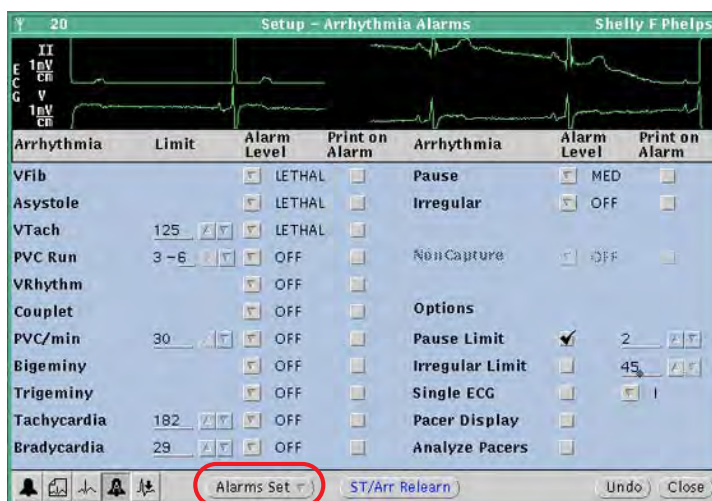 20 Setup – Arrhythmia Alarms Shelly F Phelps
ECG
II
1mV
cm
V
1mV
cm
Arrhythmia Limit Alarm Level Print on Alarm Arrhythmia Alarm Level Print on Alarm
VFib LETHAL Pause MED
Asystole LETHAL Irregular OFF
VTach 125 LETHAL
PVC Run 3-6 OFF NonCapture OFF
VRhythm OFF
Couplet OFF Options
PVC/min 30 OFF Pause Limit 2
Bigeminy OFF Irregular Limit 45
Trigeminy OFF Single ECG I
Tachycardia 182 OFF Pacer Display
Bradycardia 29 OFF Analyze Pacers
Alarms Set ST/Arr Relearn Undo Close